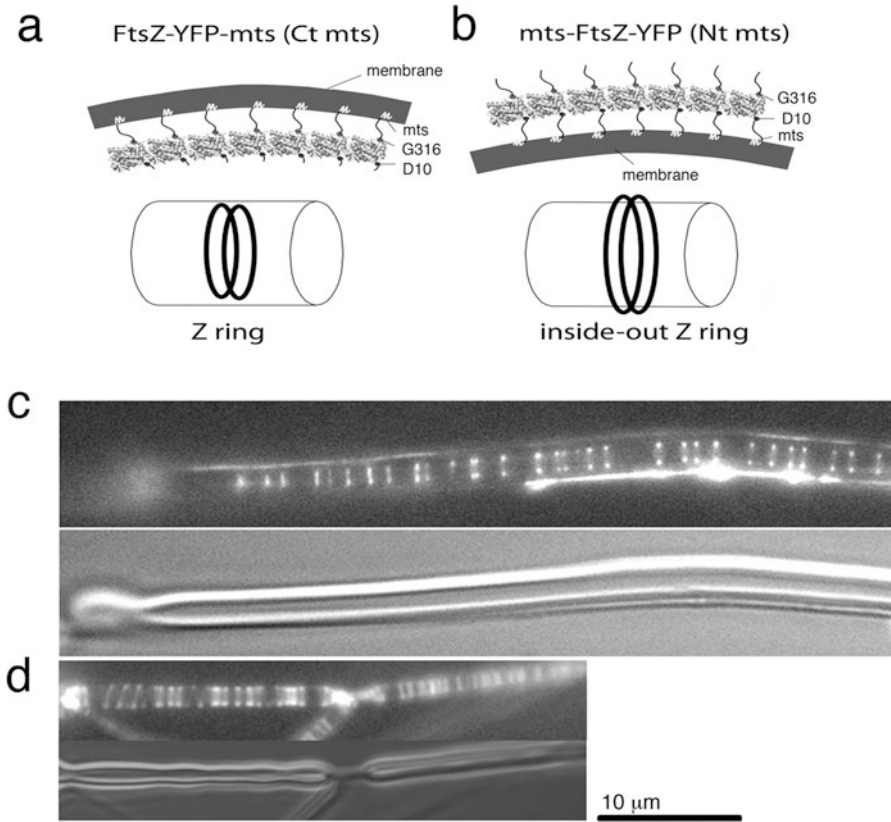 a
FtsZ-YFP-mts (Ct mts)
membrane
mts
G316
D10
Z ring
b
mts-FtsZ-YFP (Nt mts)
G316
D10
mts
membrane
inside-out Z ring
c
d
10 μm